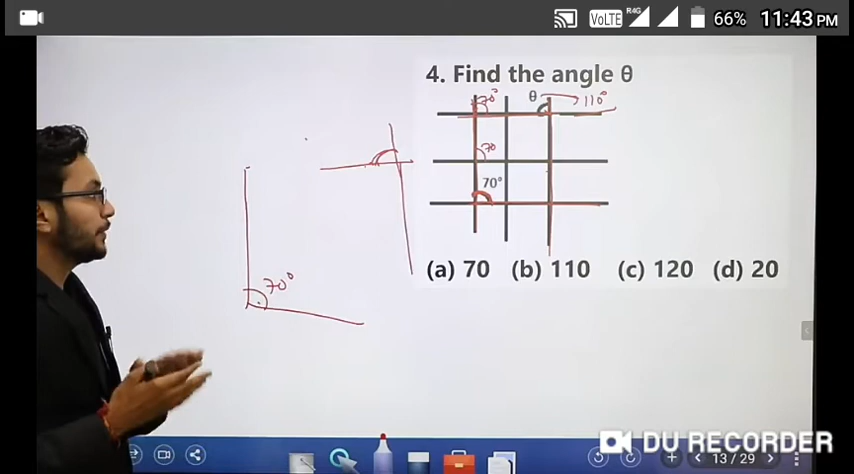 VoLTE R4G 66% 11:43 PM
4. Find the angle θ
70° θ 110°
70
70°
(a) 70 (b) 110 (c) 120 (d) 20
70°
DU RECORDER
13 / 29